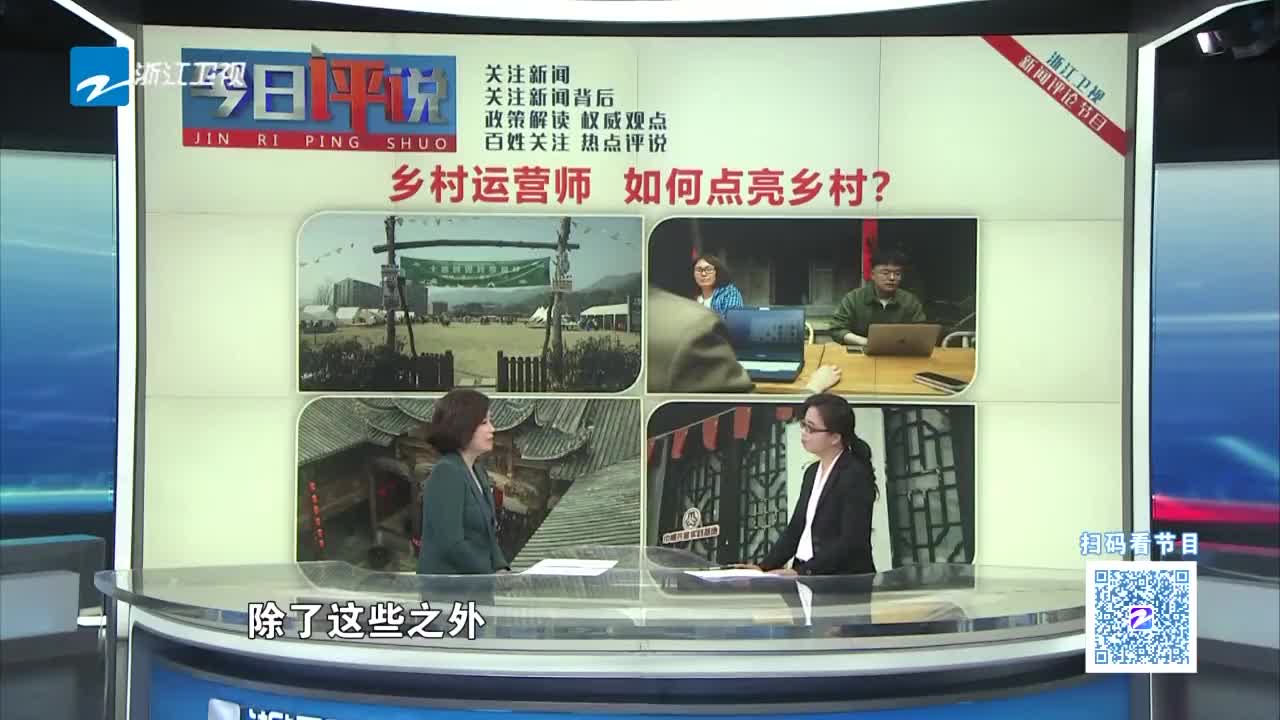 浙江卫视
今日评说
JIN RI PING SHUO
关注新闻
关注新闻背后
政策解读 权威观点
百姓关注 热点评说
浙江卫视
新闻评论节目
乡村运营师 如何点亮乡村？
扫码看节目
除了这些之外